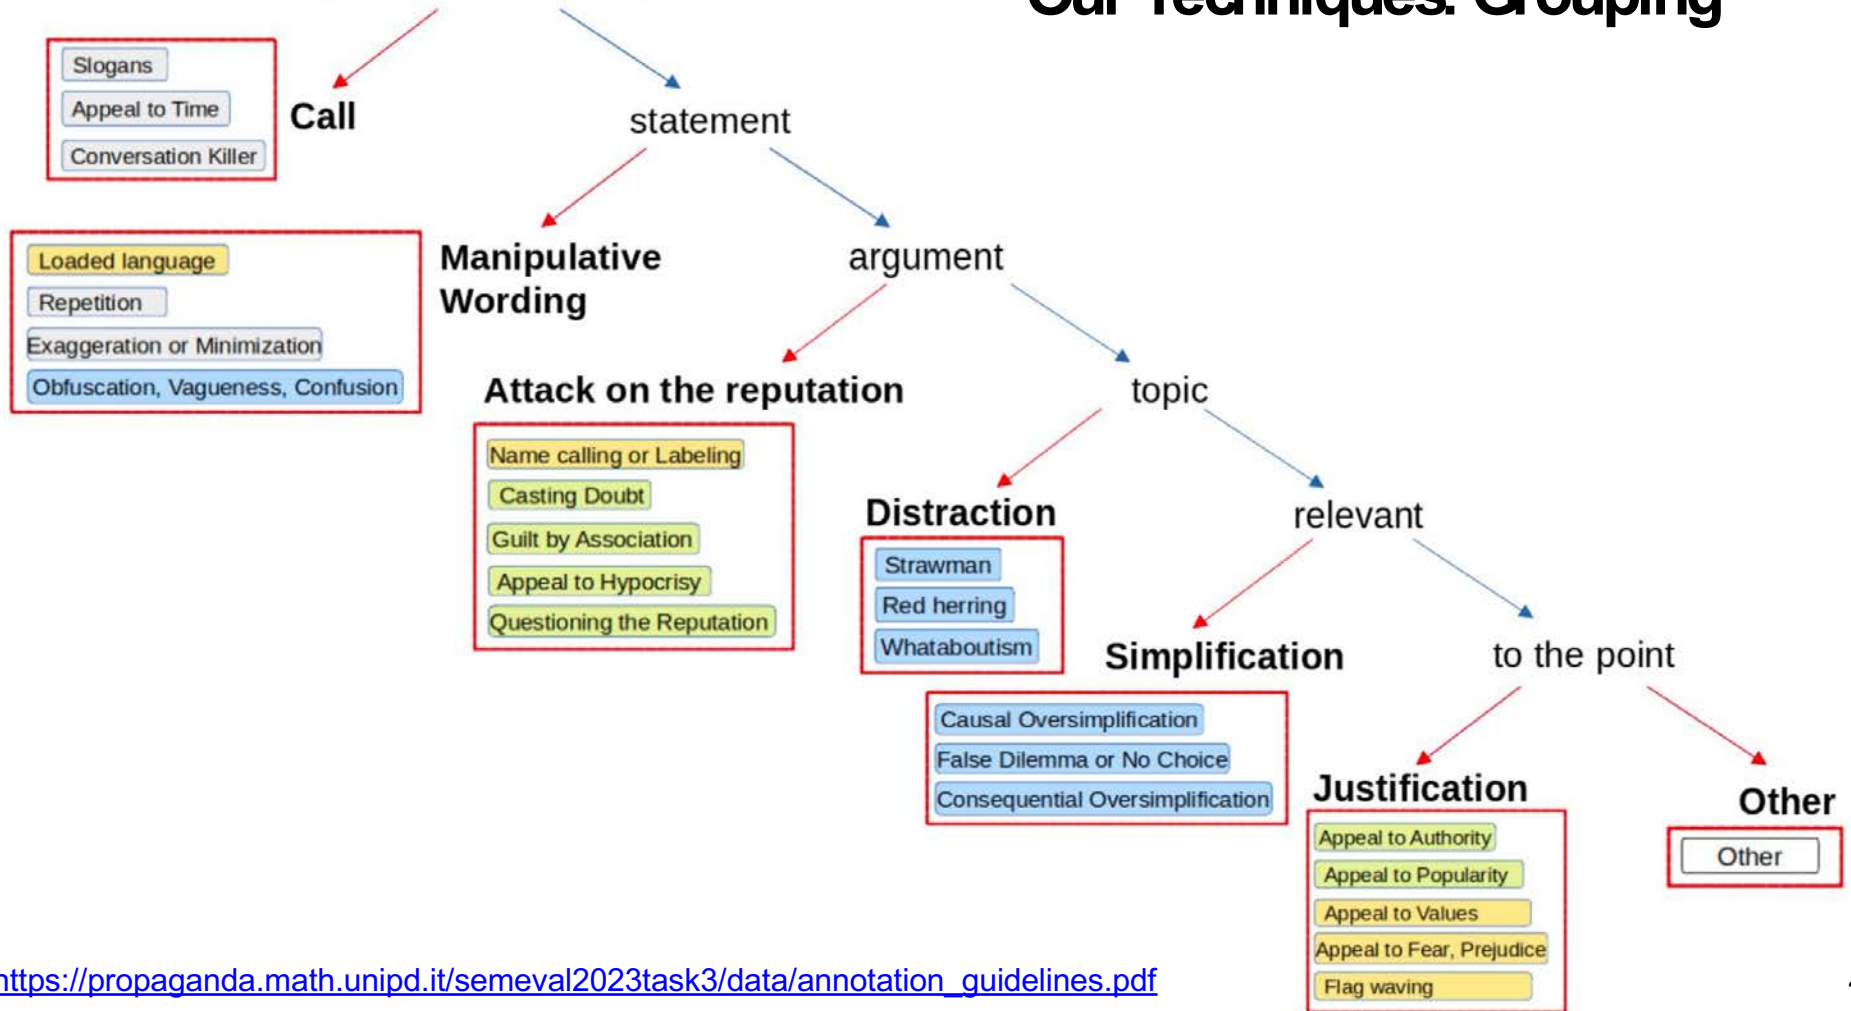 Our Techniques: Grouping
Slogans
Appeal to Time
Conversation Killer
Call
statement
Loaded language
Repetition
Exaggeration or Minimization
Obfuscation, Vagueness, Confusion
Manipulative
Wording
argument
Attack on the reputation
Name calling or Labeling
Casting Doubt
Guilt by Association
Appeal to Hypocrisy
Questioning the Reputation
topic
Distraction
Strawman
Red herring
Whataboutism
relevant
Simplification
Causal Oversimplification
False Dilemma or No Choice
Consequential Oversimplification
to the point
Justification
Appeal to Authority
Appeal to Popularity
Appeal to Values
Appeal to Fear, Prejudice
Flag waving
Other
Other
https://propaganda.math.unipd.it/semeval2023task3/data/annotation_guidelines.pdf